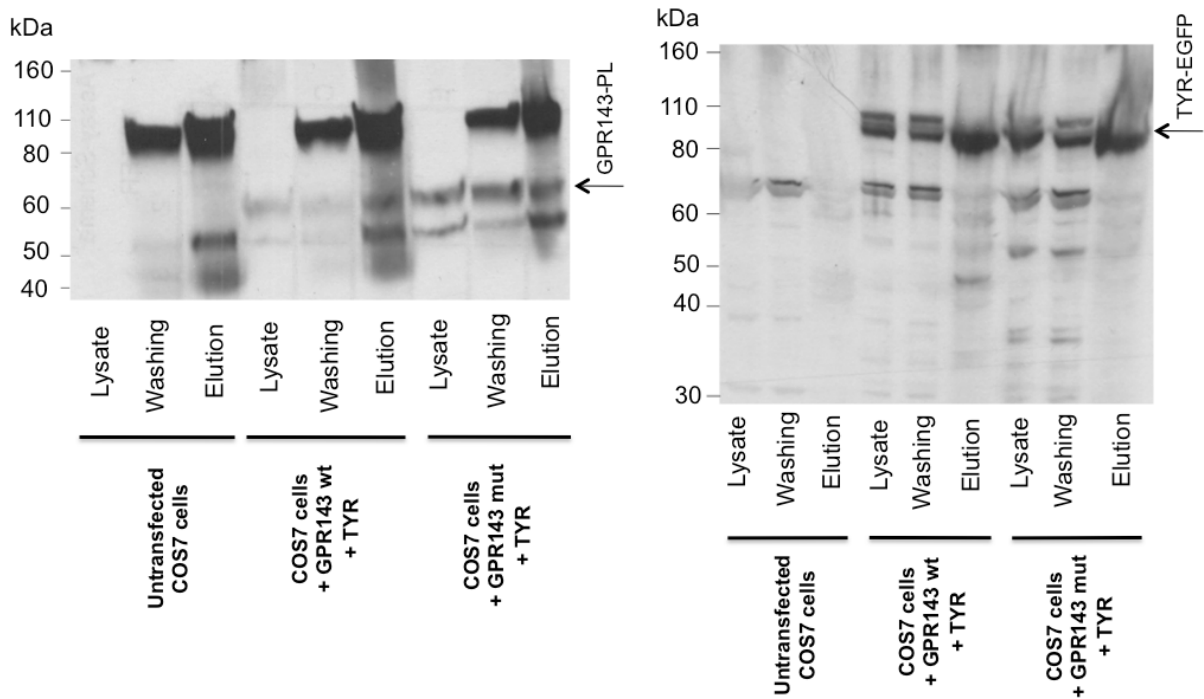 kDa
160
110
80
60
50
40
GPR143-PL
Lysate
Washing
Elution
Lysate
Washing
Elution
Lysate
Washing
Elution
Untransfected
COS7 cells
COS7 cells
+ GPR143 wt
+ TYR
COS7 cells
+ GPR143 mut
+ TYR
kDa
160
110
80
60
50
40
30
TYR-EGFP
Lysate
Washing
Elution
Lysate
Washing
Elution
Lysate
Washing
Elution
Untransfected
COS7 cells
COS7 cells
+ GPR143 wt
+ TYR
COS7 cells
+ GPR143 mut
+ TYR